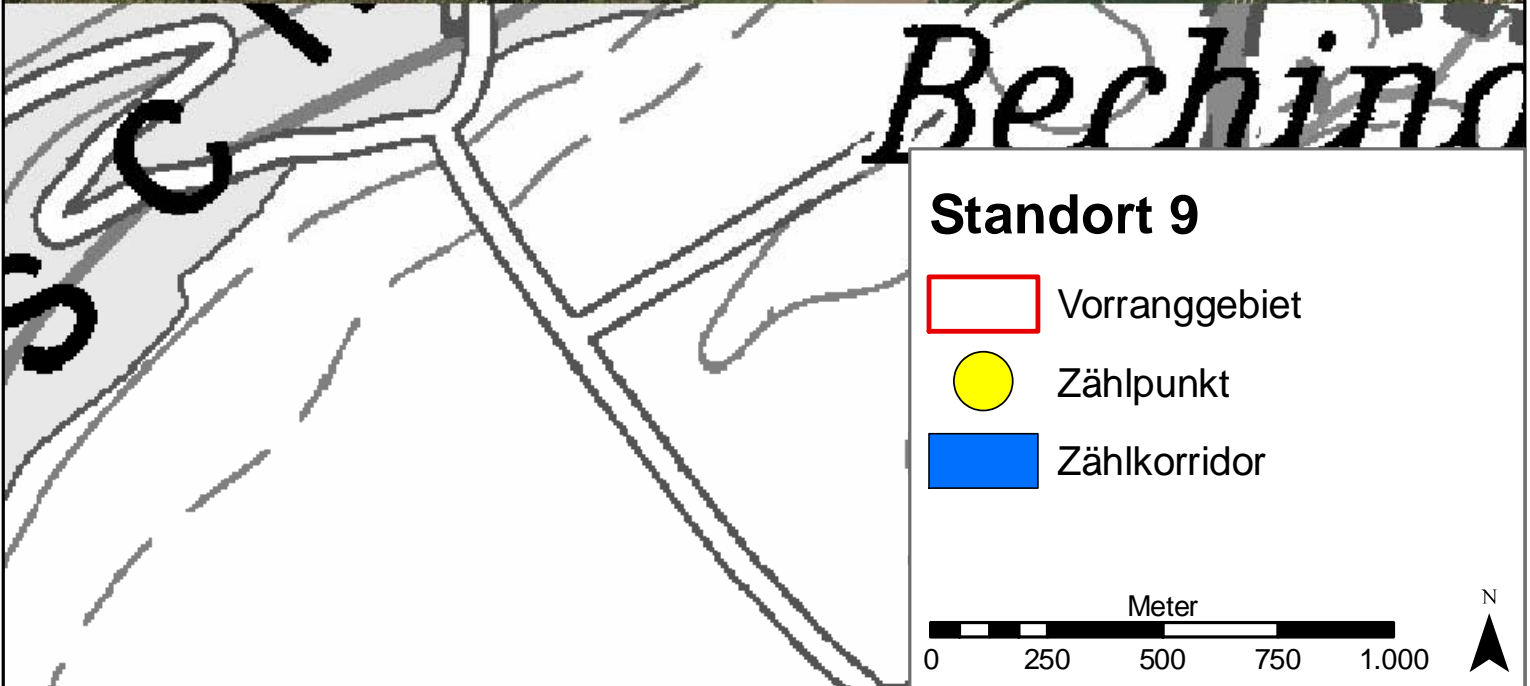 Standort 9
Vorranggebiet
Zählpunkt
Zählkorridor
Meter
N
0 250 500 750 1.000